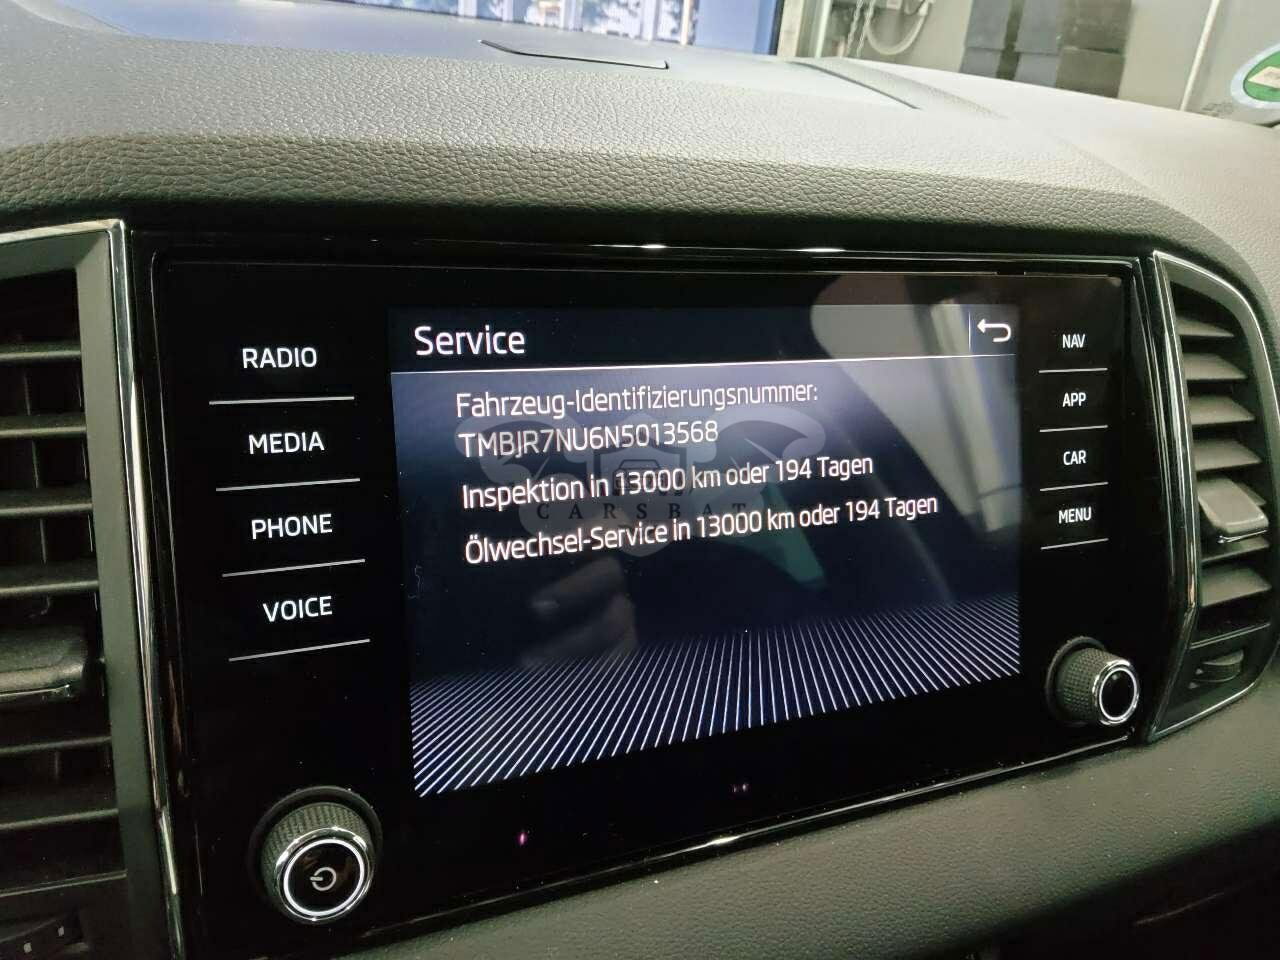 Service
RADIO
MEDIA
PHONE
VOICE
Fahrzeug-Identifizierungsnummer:
TMBJR7NU6N5013568
Inspektion in 13000 km oder 194 Tagen
CARSBAT
Ölwechsel-Service in 13000 km oder 194 Tagen
NAV
APP
CAR
MENU